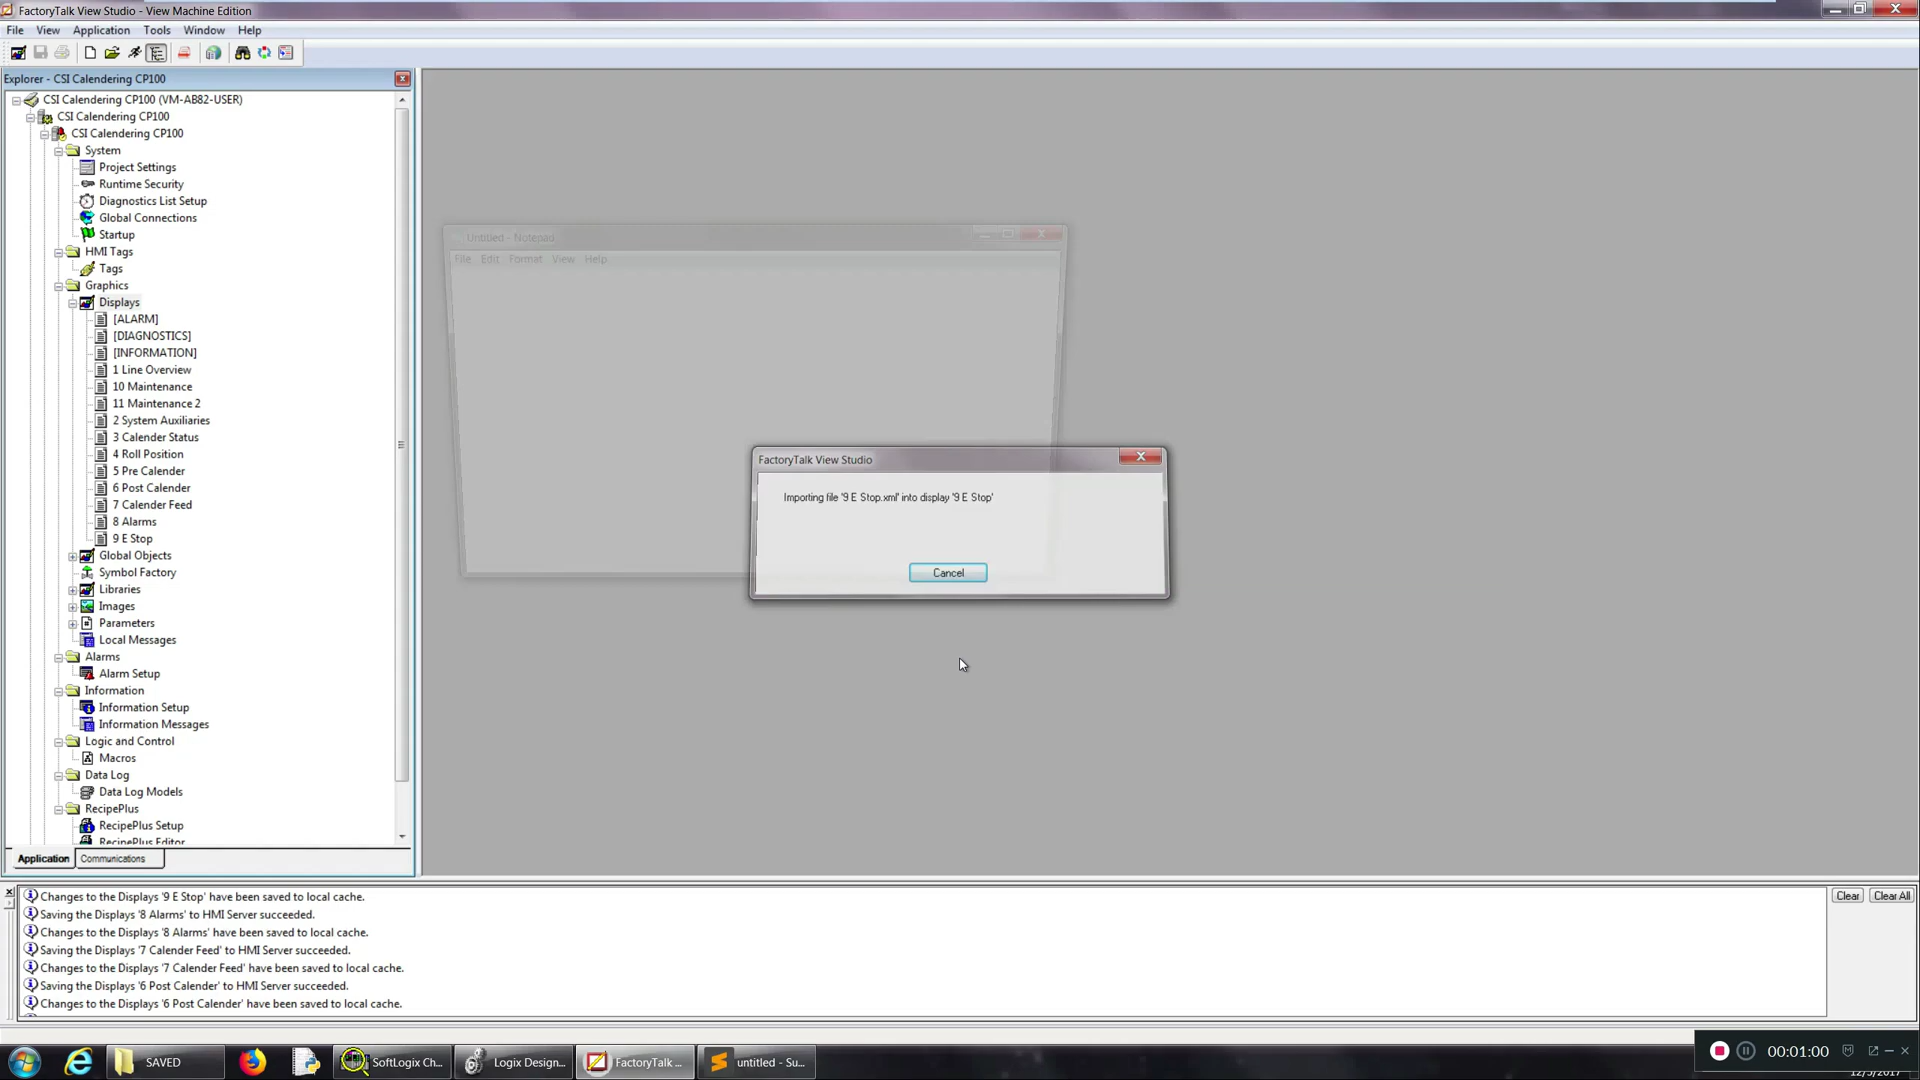 FactoryTalk View Studio - View Machine Edition
File View Application Tools Window Help
Explorer - CSI Calendering CP100
CSI Calendering CP100 (VM-AB82-USER)
CSI Calendering CP100
CSI Calendering CP100
System
Project Settings
Runtime Security
Diagnostics List Setup
Global Connections
Startup
HMI Tags
Tags
Graphics
Displays
[ALARM]
[DIAGNOSTICS]
[INFORMATION]
1 Line Overview
10 Maintenance
11 Maintenance 2
2 System Auxiliaries
3 Calender Status
4 Roll Position
5 Pre Calender
6 Post Calender
7 Calender Feed
8 Alarms
9 E Stop
Global Objects
Symbol Factory
Libraries
Images
Parameters
Local Messages
Alarms
Alarm Setup
Information
Information Setup
Information Messages
Logic and Control
Macros
Data Log
Data Log Models
RecipePlus
RecipePlus Setup
RecipePlus Editor
Application Communications
Untitled - Notepad
File Edit Format View Help
FactoryTalk View Studio
Importing file '9 E Stop.xml' into display '9 E Stop'
Cancel
Changes to the Displays '9 E Stop' have been saved to local cache.
Saving the Displays '8 Alarms' to HMI Server succeeded.
Changes to the Displays '8 Alarms' have been saved to local cache.
Saving the Displays '7 Calender Feed' to HMI Server succeeded.
Changes to the Displays '7 Calender Feed' have been saved to local cache.
Saving the Displays '6 Post Calender' to HMI Server succeeded.
Changes to the Displays '6 Post Calender' have been saved to local cache.
Clear Clear All
SAVED
SoftLogix Ch...
Logix Design...
FactoryTalk ...
untitled - Su...
00:01:00
12/5/2017